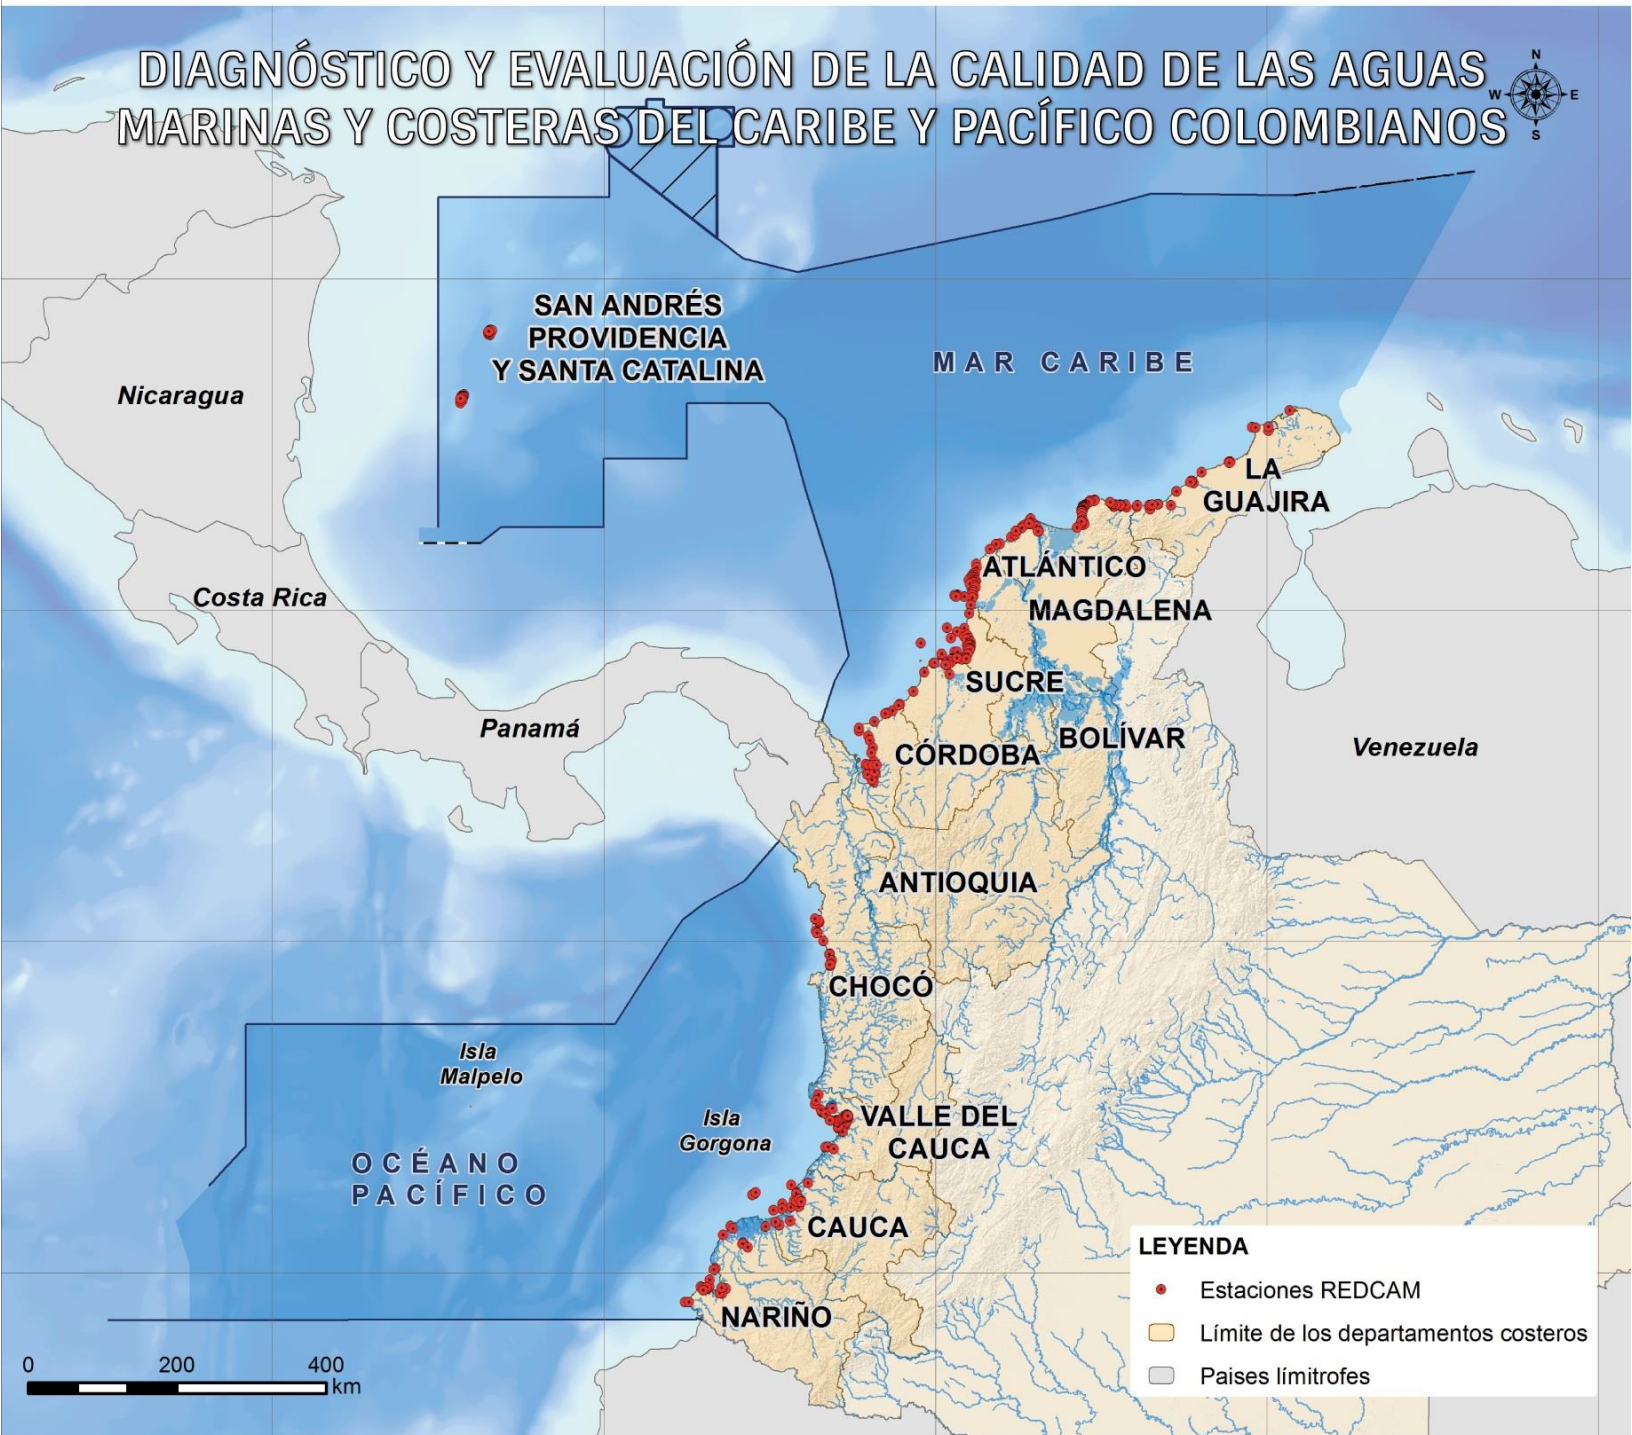 DIAGNÓSTICO Y EVALUACIÓN DE LA CALIDAD DE LAS AGUAS
MARINAS Y COSTERAS DEL CARIBE Y PACÍFICO COLOMBIANOS
N
W
E
S
SAN ANDRÉS
PROVIDENCIA
Y SANTA CATALINA
MAR CARIBE
Nicaragua
LA
GUAJIRA
ATLÁNTICO
Costa Rica
MAGDALENA
SUCRE
Panamá
BOLÍVAR
CÓRDOBA
Venezuela
ANTIOQUIA
CHOCÓ
Isla
Malpelo
Isla
Gorgona
VALLE DEL
CAUCA
OCÉANO
PACÍFICO
CAUCA
NARIÑO
LEYENDA
Estaciones REDCAM
Límite de los departamentos costeros
Paises límitrofes
0 200 400
km